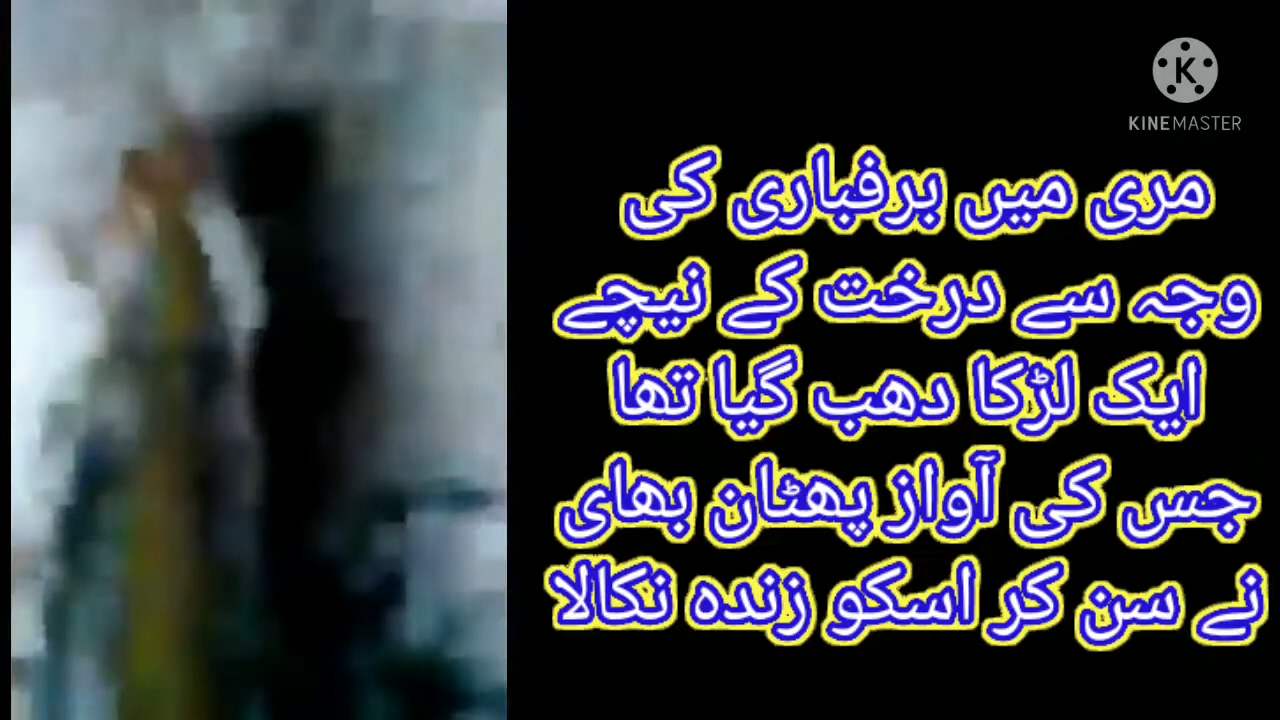 KINEMASTER
مری میں برفباری کی
وجہ سے درخت کے نیچے
ایک لڑکا دھب گیا تھا
جس کی آواز پھٹان بھای
نے سن کر اسکو زندہ نکالا